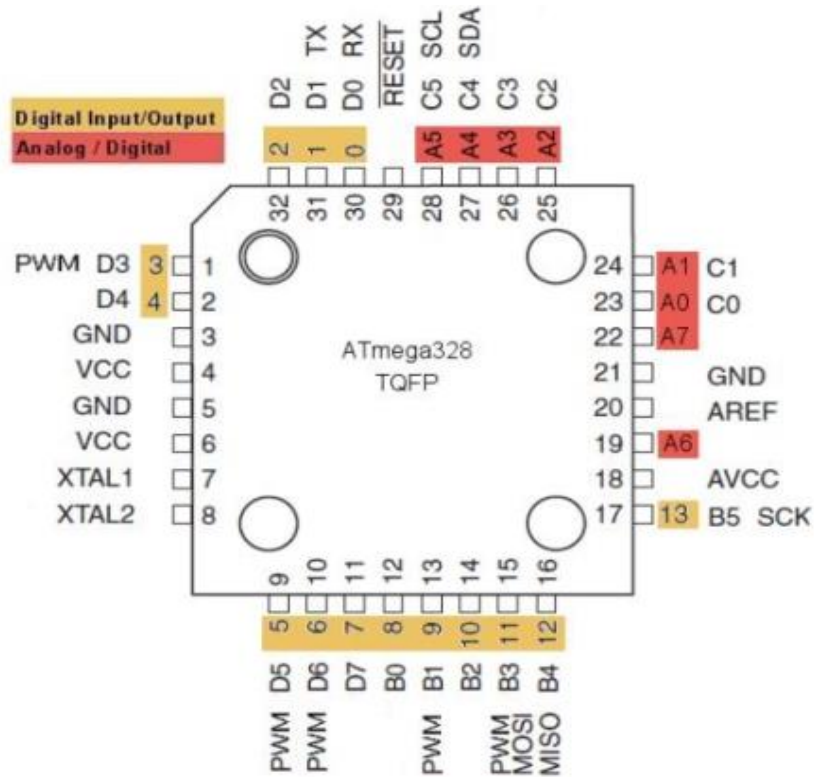 Digital Input/Output
Analog / Digital
D2
D1 TX
D0 RX
RESET
C5 SCL
C4 SDA
C3
C2
2
1
0
A5
A4
A3
A2
32
31
30
29
28
27
26
25
PWM D3 3 1
D4 4 2
GND 3
VCC 4
GND 5
VCC 6
XTAL1 7
XTAL2 8
ATmega328
TQFP
24 A1 C1
23 A0 C0
22 A7
21 GND
20 AREF
19 A6
18 AVCC
17 13 B5 SCK
9
10
11
12
13
14
15
16
5
6
7
8
9
10
11
12
PWM D5
PWM D6
D7
B0
PWM B1
B2
PWM B3
MOSI
MISO B4